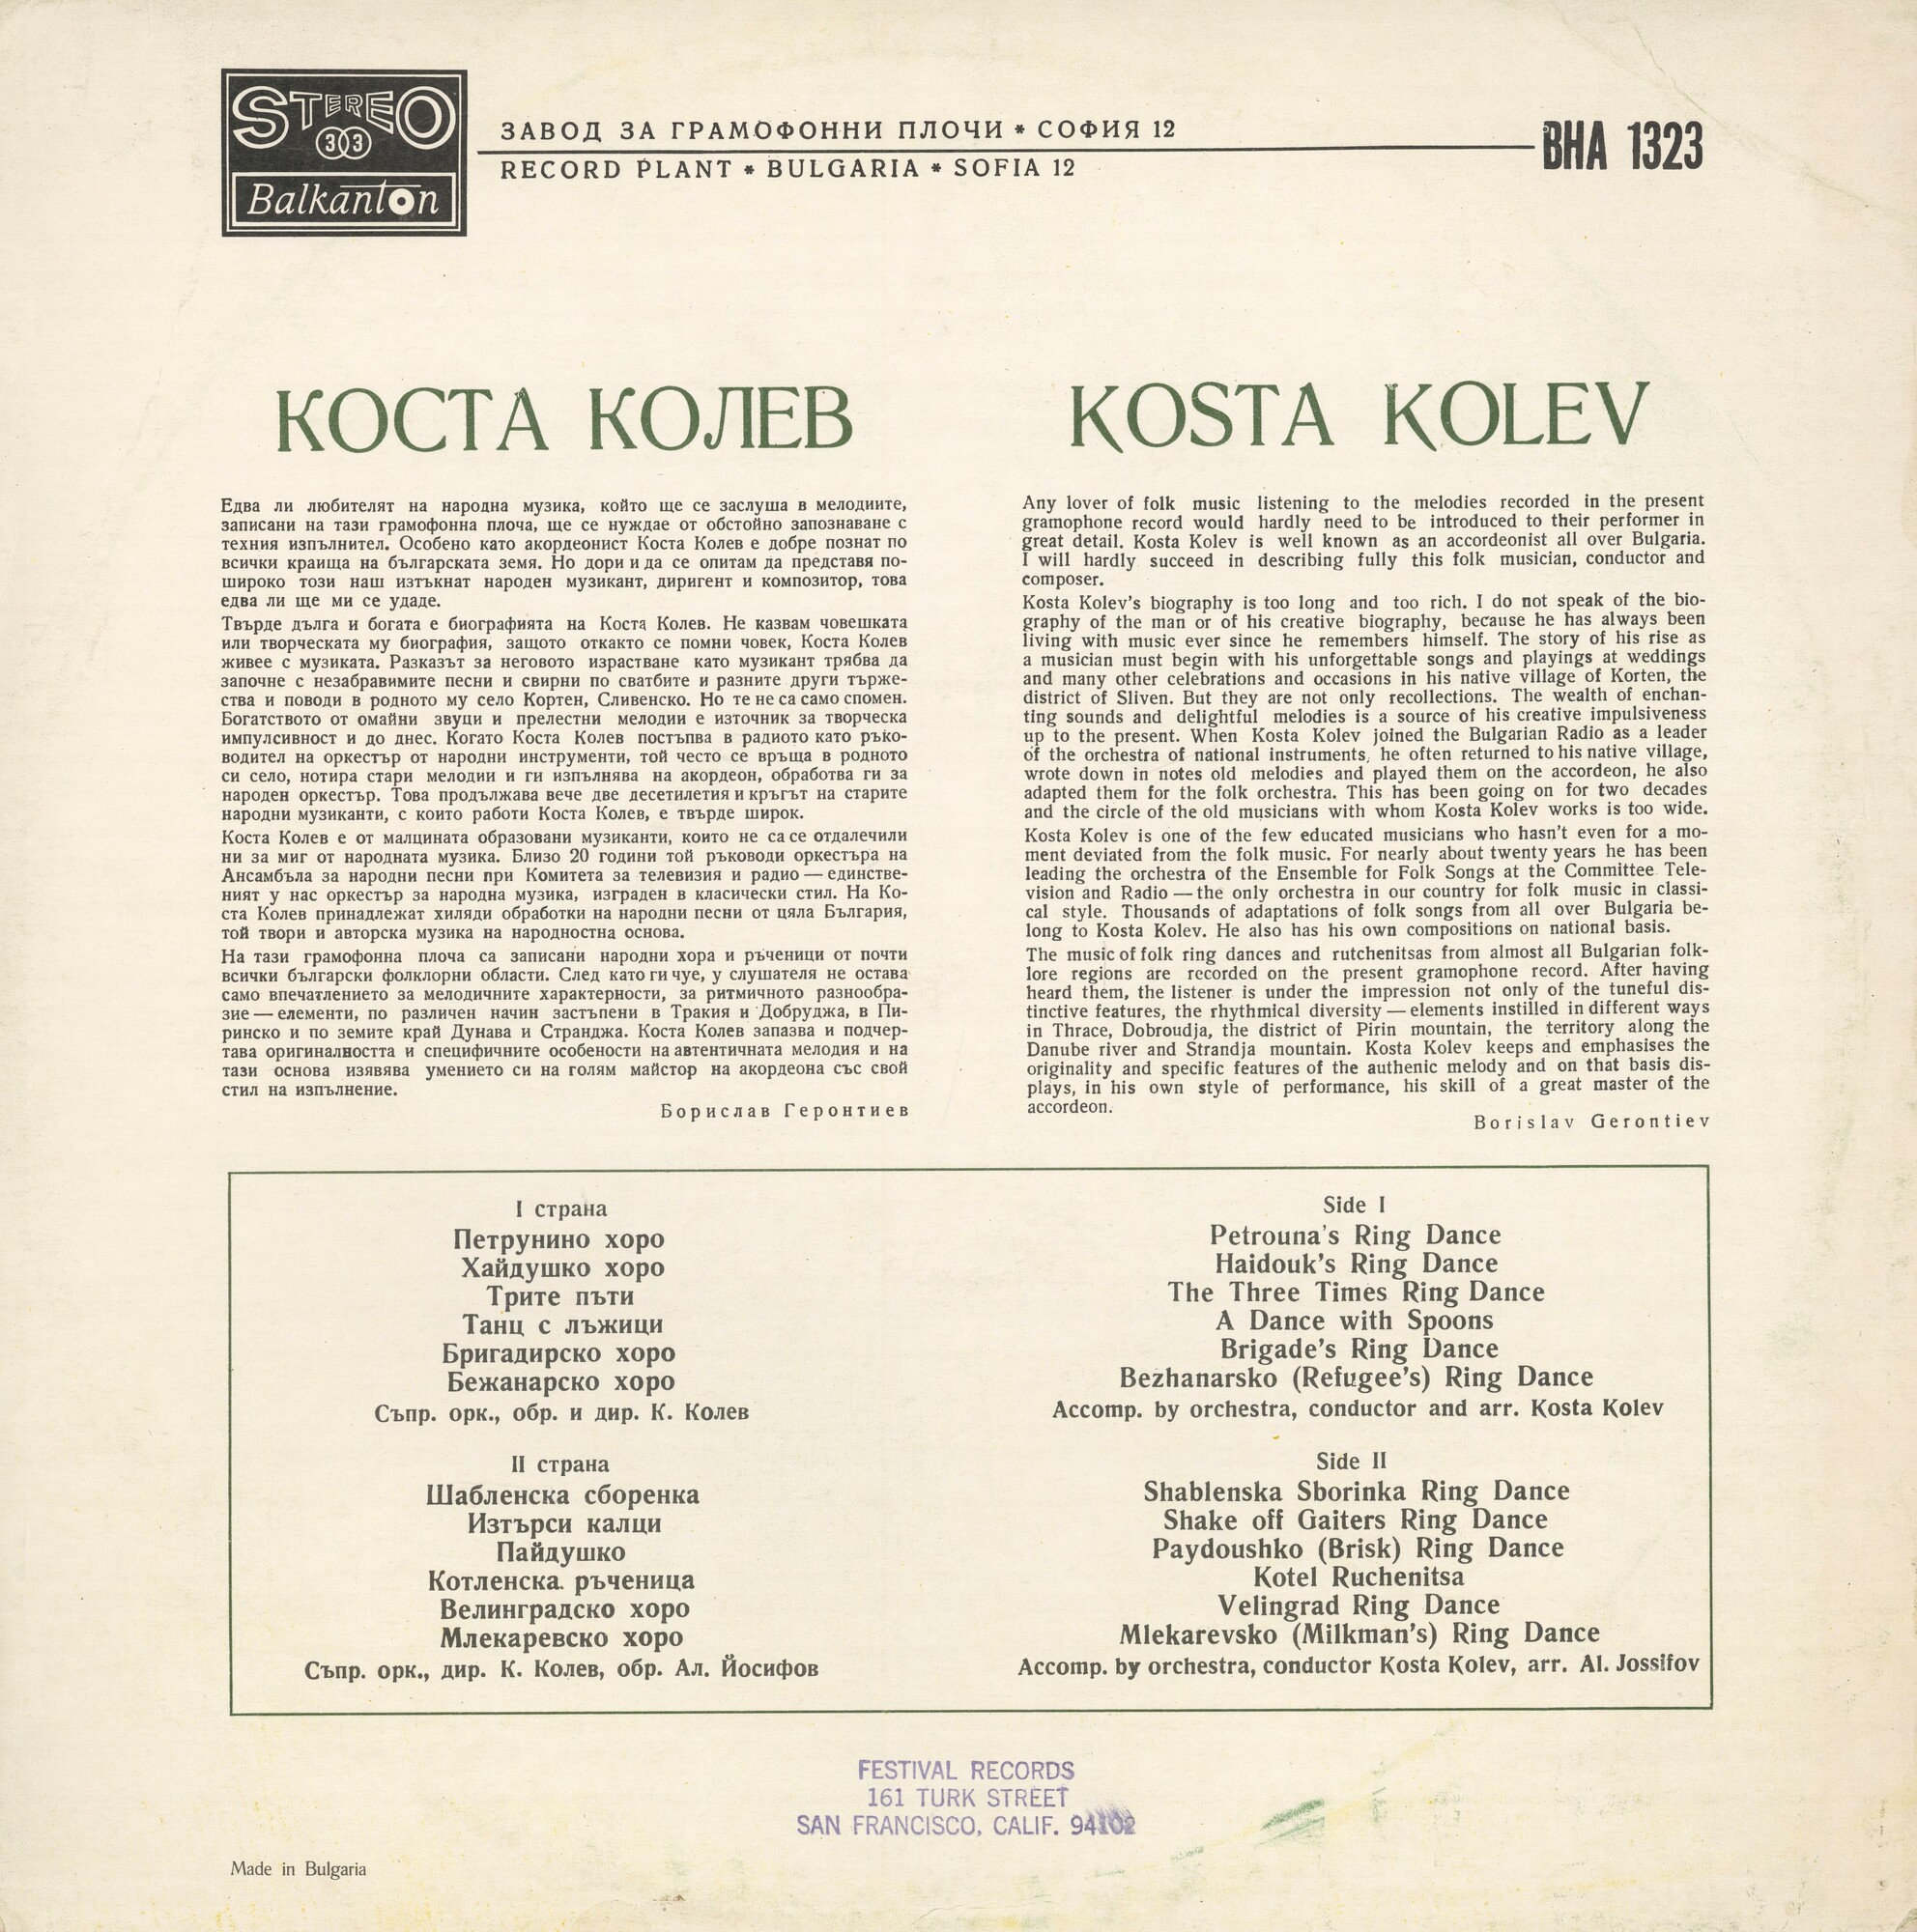 STEREO
33
Balkanton
ЗАВОД ЗА ГРАМОФОННИ ПЛОЧИ * СОФИЯ 12
RECORD PLANT * BULGARIA * SOFIA 12
ВНА 1323
КОСТА КОЛЕВ
Едва ли любителят на народна музика, който ще се заслуша в мелодиите,
записани на тази грамофонна плоча, ще се нуждае от обстойно запознаване с
техния изпълнител. Особено като акордеонист Коста Колев е добре познат по
всички краища на българската земя. Но дори и да се опитам да представя по-
широко този наш изтъкнат народен музикант, диригент и композитор, това
едва ли ще ми се удаде.
Твърде дълга и богата е биографията на Коста Колев. Не казвам човешката
или творческата му биография, защото откакто се помни човек, Коста Колев
живее с музиката. Разказът за неговото израстване като музикант трябва да
започне с незабравимите песни и свирни по сватбите и разните други търже-
ства и поводи в родното му село Кортен, Сливенско. Но те не са само спомен.
Богатството от омайни звуци и прелестни мелодии е източник за творческа
импулсивност и до днес. Когато Коста Колев постъпва в радиото като ръко-
водител на оркестър от народни инструменти, той често се връща в родното
си село, нотира стари мелодии и ги изпълнява на акордеон, обработва ги за
народен оркестър. Това продължава вече две десетилетия и кръгът на старите
народни музиканти, с които работи Коста Колев, е твърде широк.
Коста Колев е от малцината образовани музиканти, които не са се отдалечили
ни за миг от народната музика. Близо 20 години той ръководи оркестъра на
Ансамбъла за народни песни при Комитета за телевизия и радио — единстве-
ният у нас оркестър за народна музика, изграден в класически стил. На Ко-
ста Колев принадлежат хиляди обработки на народни песни от цяла България,
той твори и авторска музика на народностна основа.
На тази грамофонна плоча са записани народни хора и ръченици от почти
всички български фолклорни области. След като ги чуе, у слушателя не остава
само впечатлението за мелодичните характерности, за ритмичното разнообра-
зие — елементи, по различен начин застъпени в Тракия и Добруджа, в Пи-
ринско и по земите край Дунава и Странджа. Коста Колев запазва и подчер-
тава оригиналността и специфичните особености на автентичната мелодия и на
тази основа изявява умението си на голям майстор на акордеона със свой
стил на изпълнение.
Борислав Геронтиев
KOSTA KOLEV
Any lover of folk music listening to the melodies recorded in the present
gramophone record would hardly need to be introduced to their performer in
great detail. Kosta Kolev is well known as an accordeonist all over Bulgaria.
I will hardly succeed in describing fully this folk musician, conductor and
composer.
Kosta Kolev's biography is too long and too rich. I do not speak of the bio-
graphy of the man or of his creative biography, because he has always been
living with music ever since he remembers himself. The story of his rise as
a musician must begin with his unforgettable songs and playings at weddings
and many other celebrations and occasions in his native village of Korten, the
district of Sliven. But they are not only recollections. The wealth of enchan-
ting sounds and delightful melodies is a source of his creative impulsiveness
up to the present. When Kosta Kolev joined the Bulgarian Radio as a leader
of the orchestra of national instruments, he often returned to his native village,
wrote down in notes old melodies and played them on the accordeon, he also
adapted them for the folk orchestra. This has been going on for two decades
and the circle of the old musicians with whom Kosta Kolev works is too wide.
Kosta Kolev is one of the few educated musicians who hasn't even for a mo-
ment deviated from the folk music. For nearly about twenty years he has been
leading the orchestra of the Ensemble for Folk Songs at the Committee Tele-
vision and Radio — the only orchestra in our country for folk music in classi-
cal style. Thousands of adaptations of folk songs from all over Bulgaria be-
long to Kosta Kolev. He also has his own compositions on national basis.
The music of folk ring dances and rutchenitsas from almost all Bulgarian folk-
lore regions are recorded on the present gramophone record. After having
heard them, the listener is under the impression not only of the tuneful dis-
tinctive features, the rhythmical diversity — elements instilled in different ways
in Thrace, Dobroudja, the district of Pirin mountain, the territory along the
Danube river and Strandja mountain. Kosta Kolev keeps and emphasises the
originality and specific features of the authenic melody and on that basis dis-
plays, in his own style of performance, his skill of a great master of the
accordeon.
Borislav Gerontiev
I страна
Петрунино хоро
Хайдушко хоро
Трите пъти
Танц с лъжици
Бригадирско хоро
Бежанарско хоро
Съпр. орк., обр. и дир. К. Колев
II страна
Шабленска сборенка
Изтърси калци
Пайдушко
Котленска ръченица
Велинградско хоро
Млекаревско хоро
Съпр. орк., дир. К. Колев, обр. Ал. Йосифов
Side I
Petrouna's Ring Dance
Haidouk's Ring Dance
The Three Times Ring Dance
A Dance with Spoons
Brigade's Ring Dance
Bezhanarsko (Refugee's) Ring Dance
Accomp. by orchestra, conductor and arr. Kosta Kolev
Side II
Shablenska Sborinka Ring Dance
Shake off Gaiters Ring Dance
Paydoushko (Brisk) Ring Dance
Kotel Ruchenitsa
Velingrad Ring Dance
Mlekarevsko (Milkman's) Ring Dance
Accomp. by orchestra, conductor Kosta Kolev, arr. Al. Jossifov
FESTIVAL RECORDS
161 TURK STREET
SAN FRANCISCO, CALIF. 94102
Made in Bulgaria